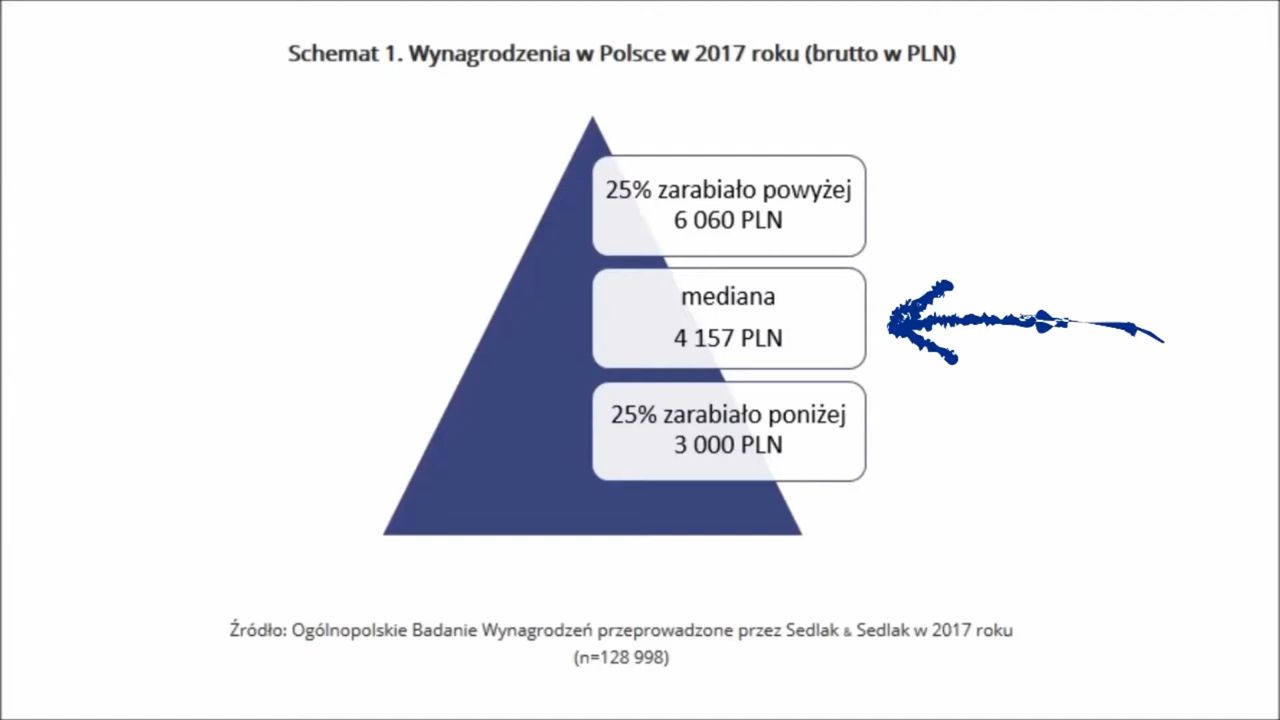 Schemat 1. Wynagrodzenia w Polsce w 2017 roku (brutto w PLN)
25% zarabiało powyżej
6 060 PLN
mediana
4 157 PLN
25% zarabiało poniżej
3 000 PLN
Źródło: Ogólnopolskie Badanie Wynagrodzeń przeprowadzone przez Sedlak & Sedlak w 2017 roku
(n=128 998)